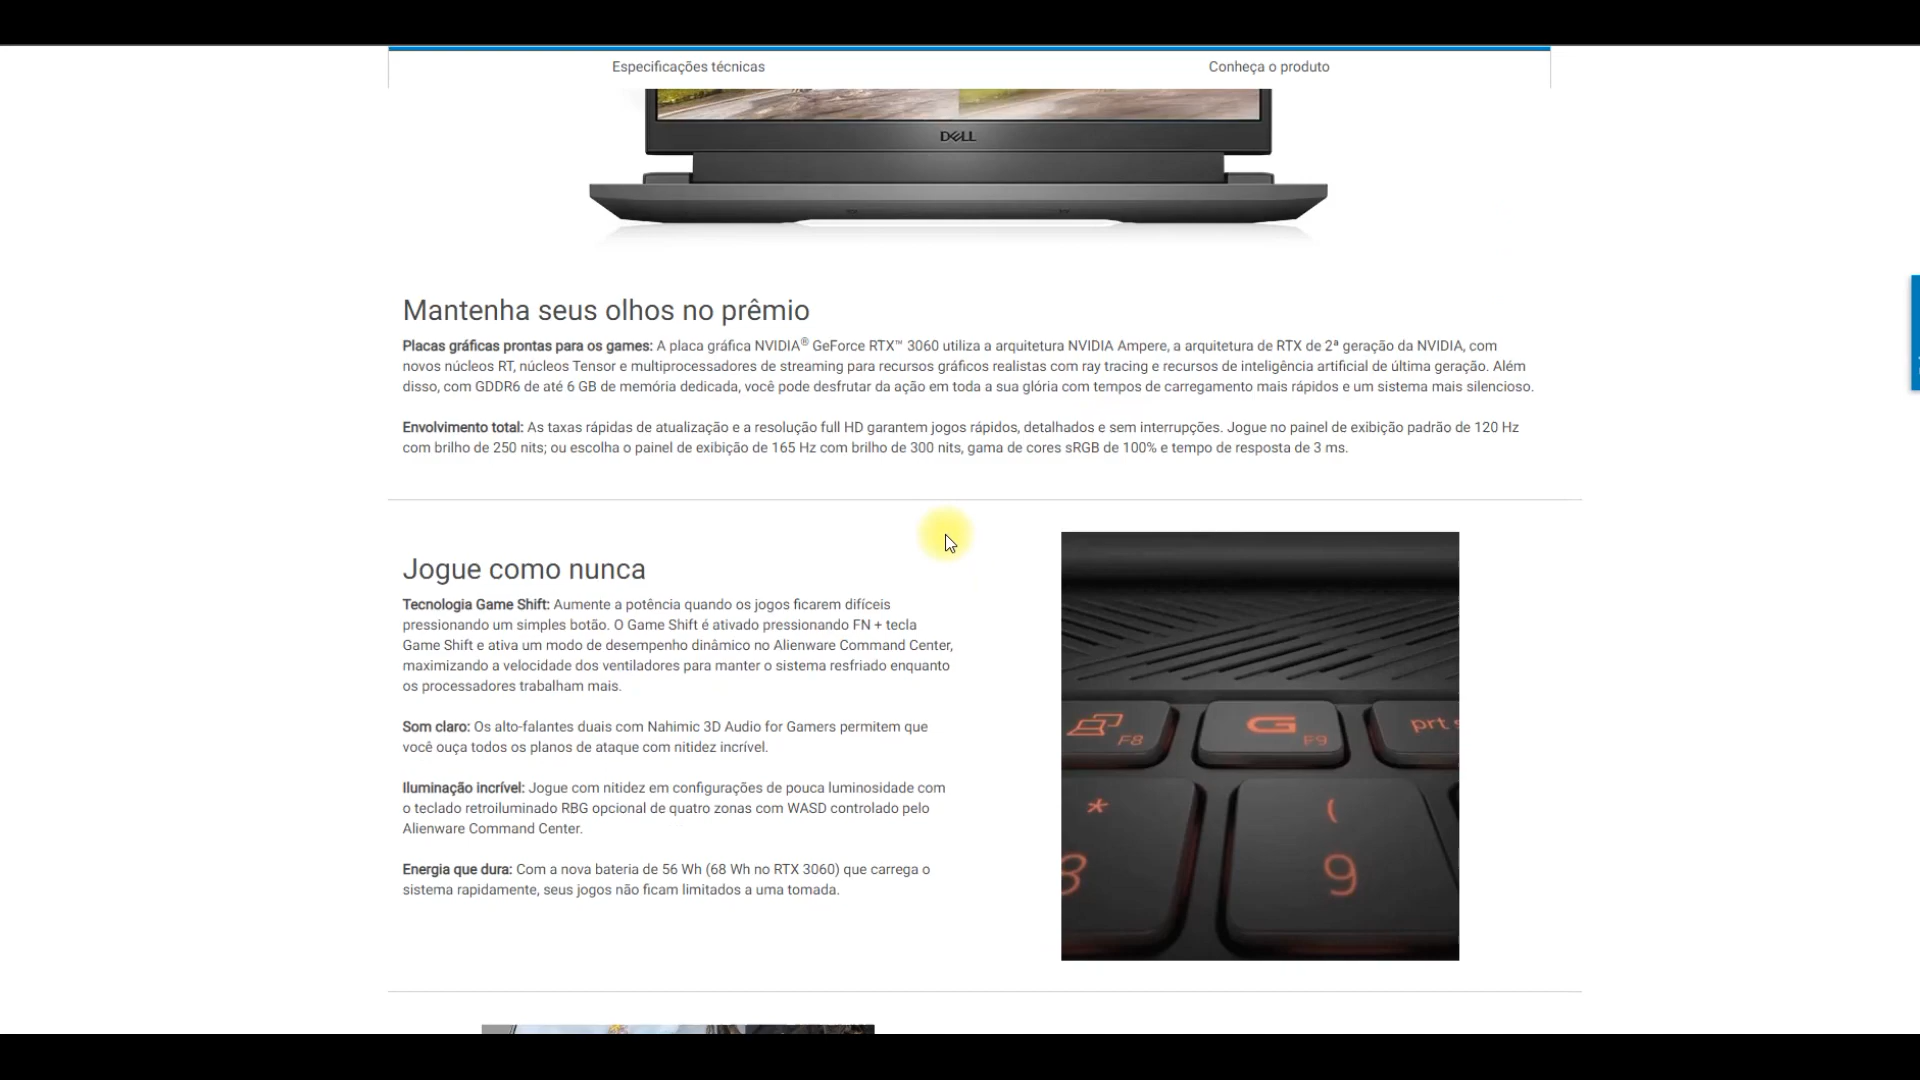 Especificações técnicas
Conheça o produto
DELL
Mantenha seus olhos no prêmio
Placas gráficas prontas para os games: A placa gráfica NVIDIA® GeForce RTX™ 3060 utiliza a arquitetura NVIDIA Ampere, a arquitetura de RTX de 2ª geração da NVIDIA, com
novos núcleos RT, núcleos Tensor e multiprocessadores de streaming para recursos gráficos realistas com ray tracing e recursos de inteligência artificial de última geração. Além
disso, com GDDR6 de até 6 GB de memória dedicada, você pode desfrutar da ação em toda a sua glória com tempos de carregamento mais rápidos e um sistema mais silencioso.
Envolvimento total: As taxas rápidas de atualização e a resolução full HD garantem jogos rápidos, detalhados e sem interrupções. Jogue no painel de exibição padrão de 120 Hz
com brilho de 250 nits; ou escolha o painel de exibição de 165 Hz com brilho de 300 nits, gama de cores sRGB de 100% e tempo de resposta de 3 ms.
Jogue como nunca
Tecnologia Game Shift: Aumente a potência quando os jogos ficarem difíceis
pressionando um simples botão. O Game Shift é ativado pressionando FN + tecla
Game Shift e ativa um modo de desempenho dinâmico no Alienware Command Center,
maximizando a velocidade dos ventiladores para manter o sistema resfriado enquanto
os processadores trabalham mais.
Som claro: Os alto-falantes duais com Nahimic 3D Audio for Gamers permitem que
você ouça todos os planos de ataque com nitidez incrível.
Iluminação incrível: Jogue com nitidez em configurações de pouca luminosidade com
o teclado retroiluminado RBG opcional de quatro zonas com WASD controlado pelo
Alienware Command Center.
Energia que dura: Com a nova bateria de 56 Wh (68 Wh no RTX 3060) que carrega o
sistema rapidamente, seus jogos não ficam limitados a uma tomada.
F8 G F9 prt s
* (
8 9